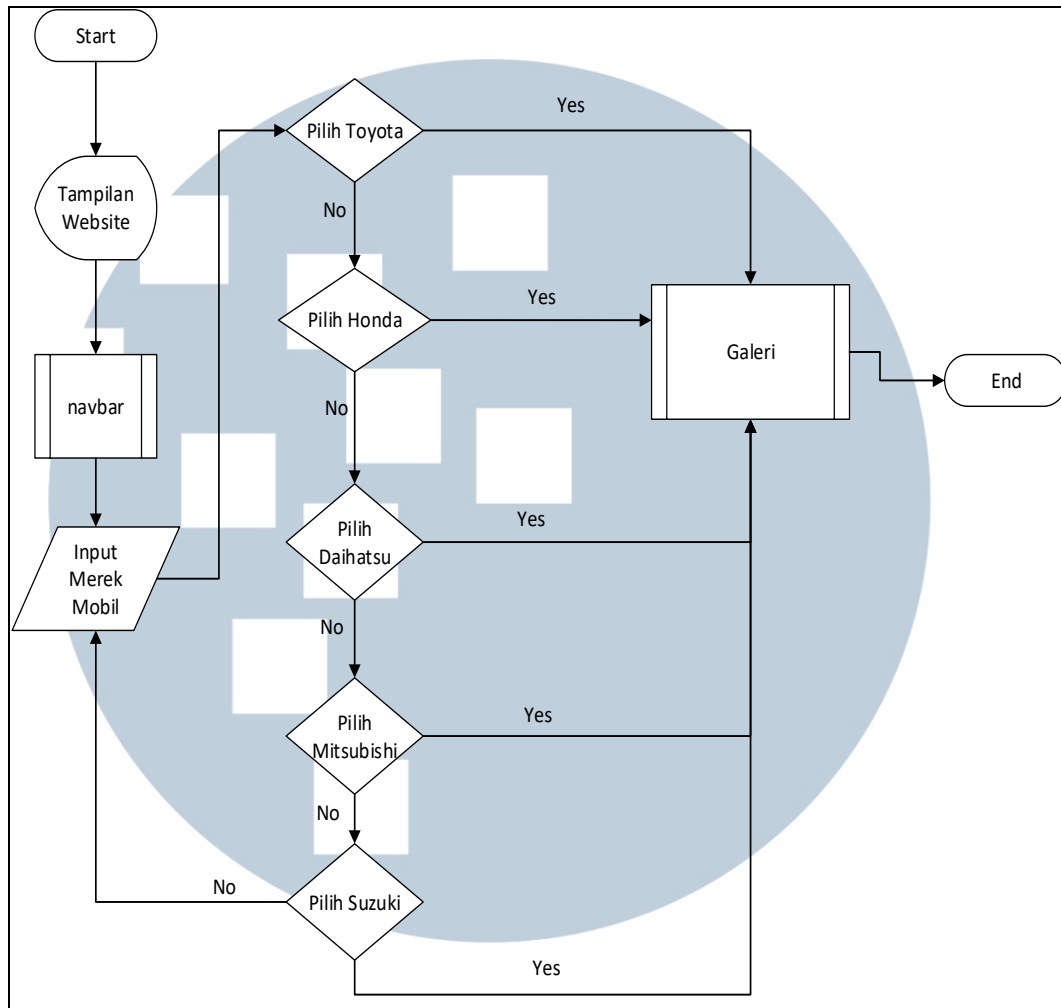 Start
Tampilan
Website
navbar
Input
Merek
Mobil
Pilih Toyota
Yes
No
Pilih Honda
Yes
No
Pilih
Daihatsu
Yes
No
Pilih
Mitsubishi
Yes
No
Pilih Suzuki
No
Yes
Galeri
End